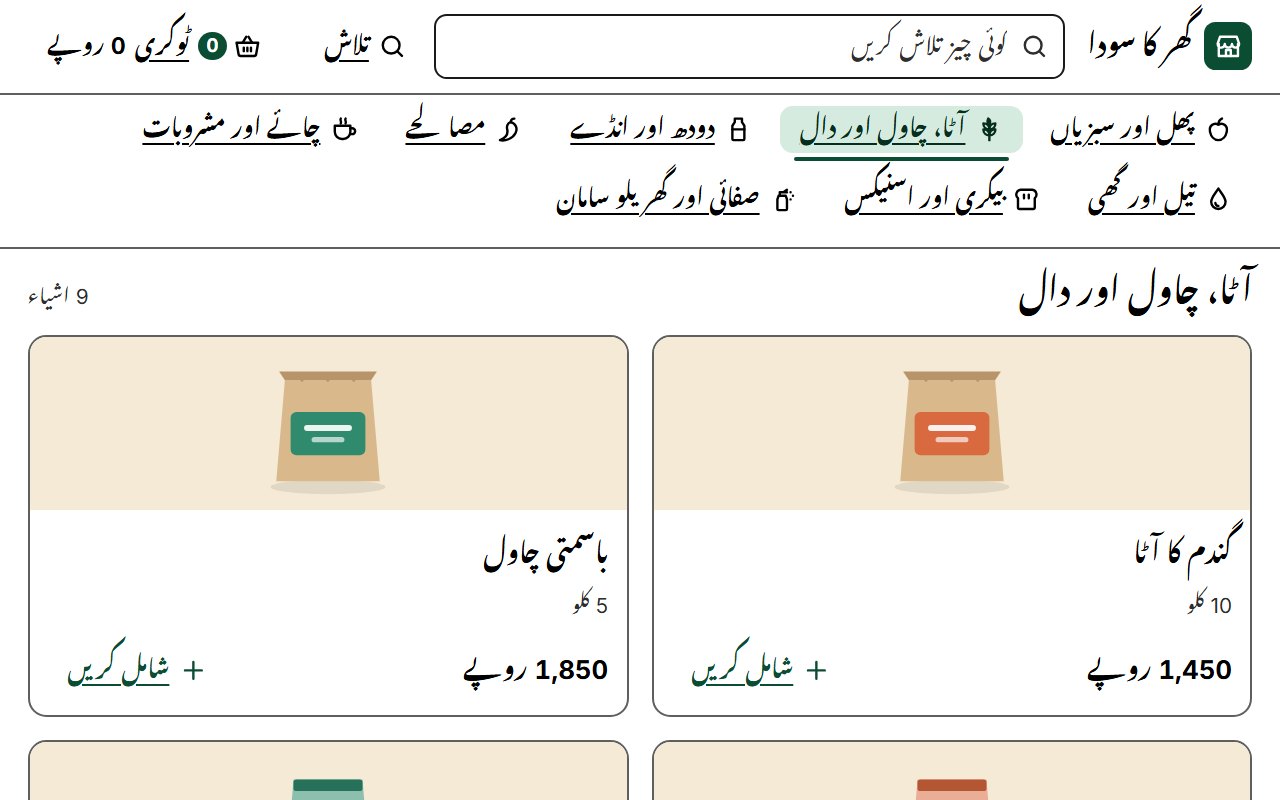 گھر کا سودا
کوئی چیز تلاش کریں
تلاش
0 ٹوکری 0 روپے
پھل اور سبزیاں
آٹا، چاول اور دال
دودھ اور انڈے
مصالحے
چائے اور مشروبات
تیل اور گھی
بیکری اور اسنیکس
صفائی اور گھریلو سامان
آٹا، چاول اور دال
9 اشیاء
گندم کا آٹا
10 کلو
1,450 روپے
شامل کریں
باسمتی چاول
5 کلو
1,850 روپے
شامل کریں